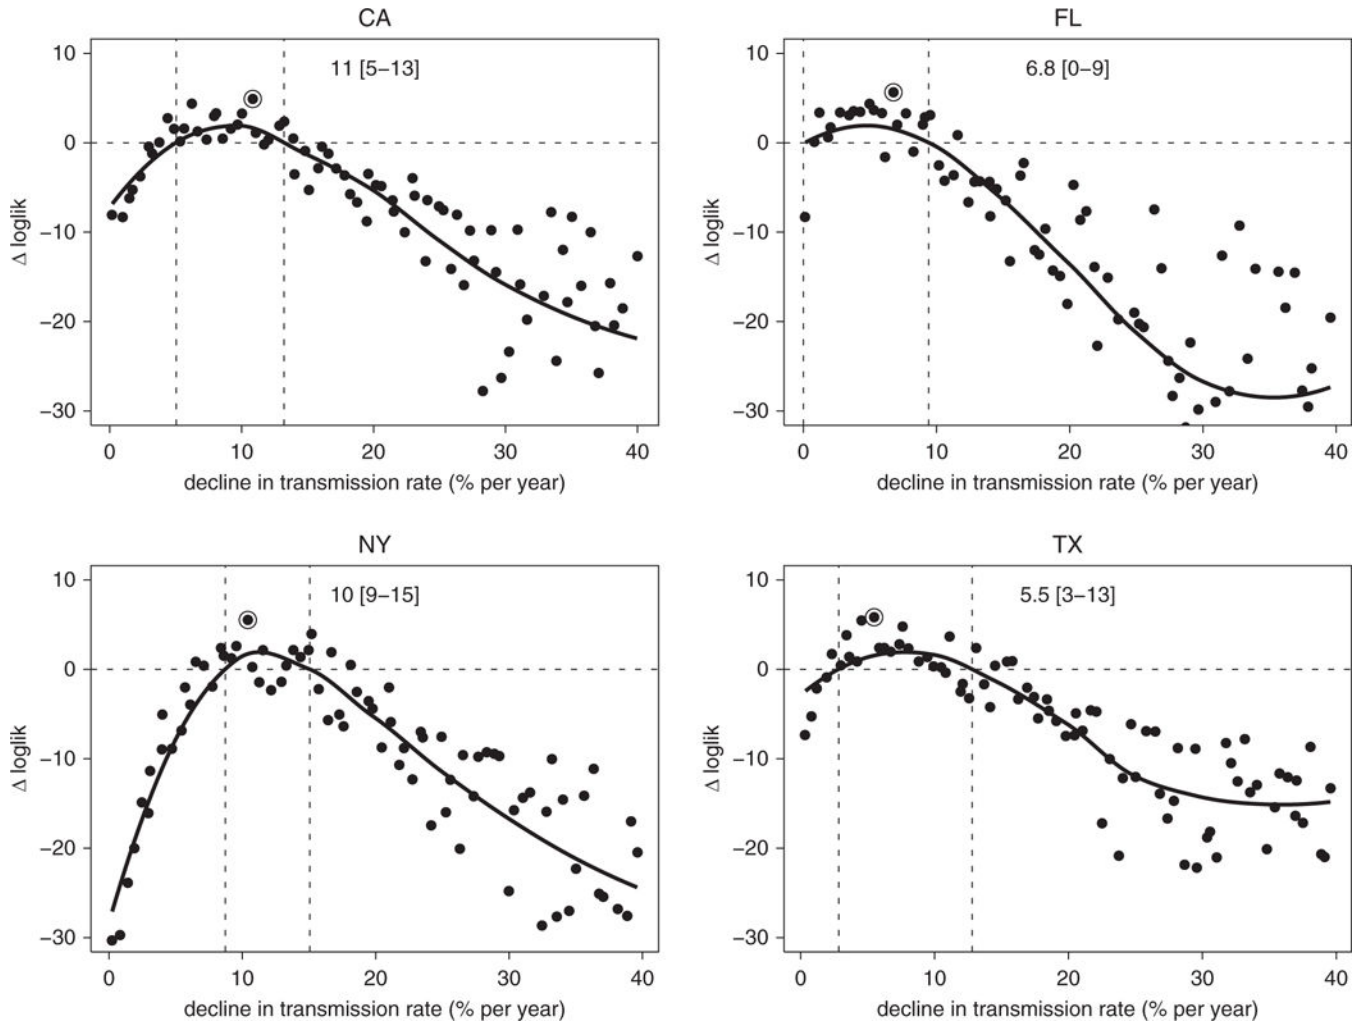 CA
10
0
−10
−20
−30
Δ loglik
11 [5−13]
0 10 20 30 40
decline in transmission rate (% per year)
FL
10
0
−10
−20
−30
Δ loglik
6.8 [0−9]
0 10 20 30 40
decline in transmission rate (% per year)
NY
10
0
−10
−20
−30
Δ loglik
10 [9−15]
0 10 20 30 40
decline in transmission rate (% per year)
TX
10
0
−10
−20
−30
Δ loglik
5.5 [3−13]
0 10 20 30 40
decline in transmission rate (% per year)